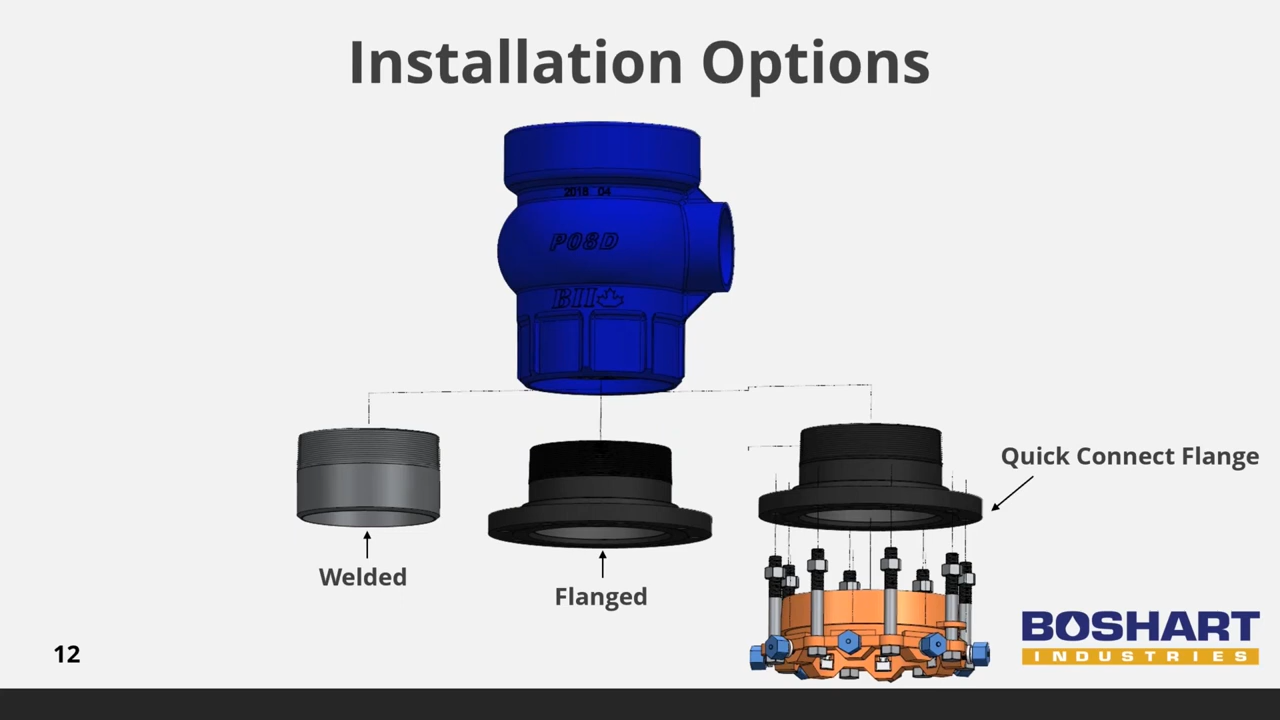 Installation Options
2018 04
P08D
BII
Quick Connect Flange
Welded
Flanged
12
BOSHART
INDUSTRIES